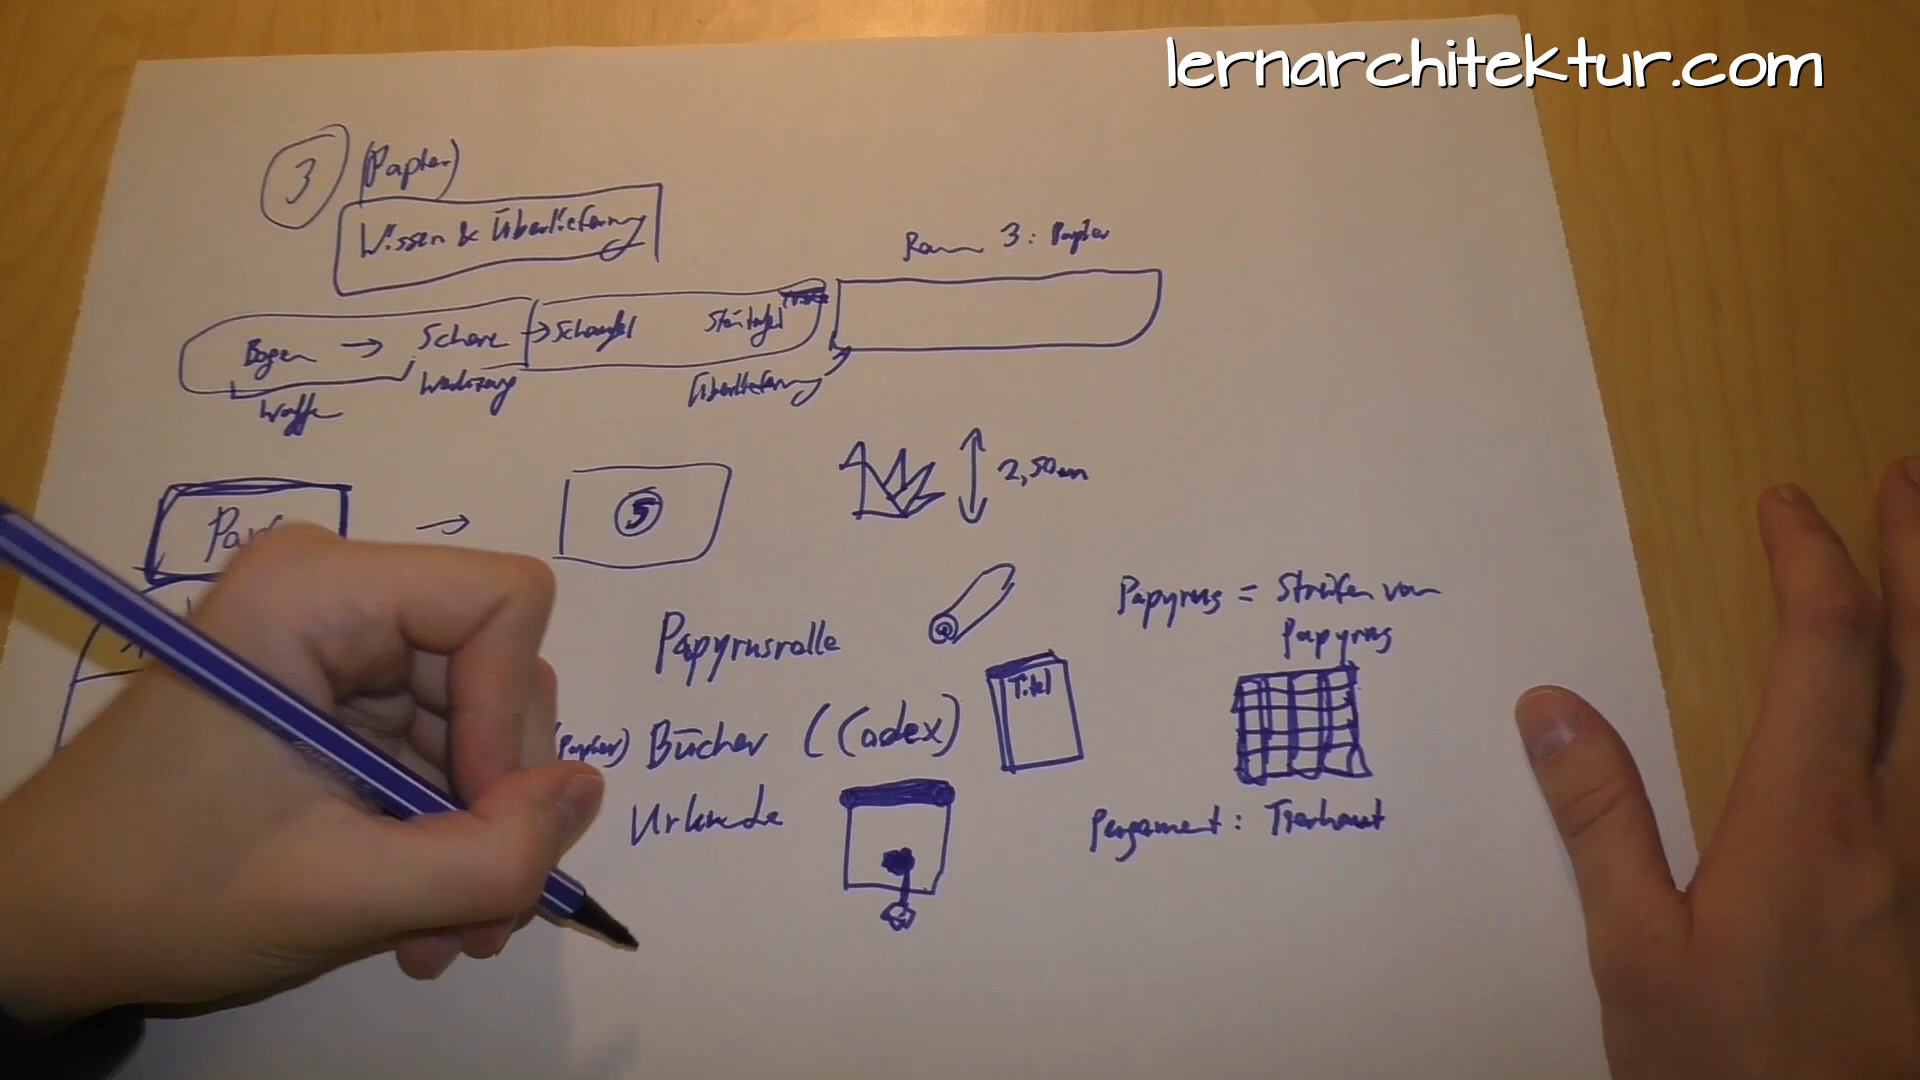 lernarchitektur.com
3 (Papier)
Wissen & Überlieferung
Raum 3: Papier
Bogen → Schere → Schaufel Steintafel
Waffe Werkzeug Überlieferung
→ 5
2,50m
Papyrusrolle
Papyrus = Streifen von
Papyrus
(Papier) Bücher (Codex)
Titel
Urkunde
Pergament: Tierhaut